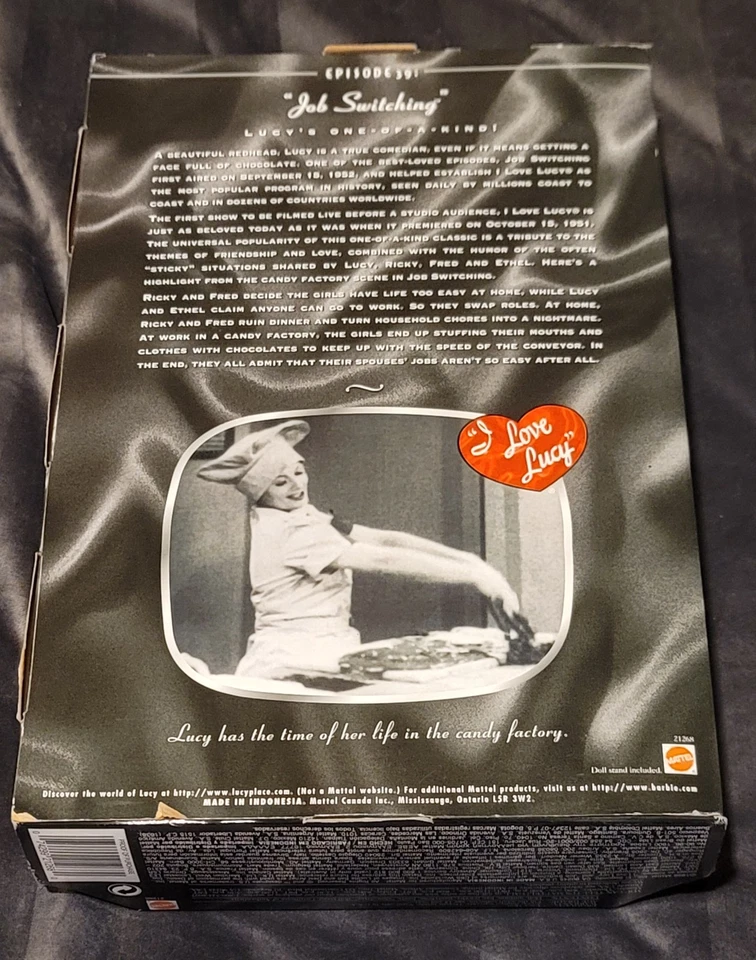 EPISODE 39:
"Job Switching"
LUCY'S ONE-OF-A-KIND!
A BEAUTIFUL REDHEAD, LUCY IS A TRUE COMEDIAN, EVEN IF IT MEANS GETTING A
FACE FULL OF CHOCOLATE. ONE OF THE BEST-LOVED EPISODES, JOB SWITCHING
FIRST AIRED ON SEPTEMBER 15, 1952, AND HELPED ESTABLISH I LOVE LUCY® AS
THE MOST POPULAR PROGRAM IN HISTORY, SEEN DAILY BY MILLIONS COAST TO
COAST AND IN DOZENS OF COUNTRIES WORLDWIDE.
THE FIRST SHOW TO BE FILMED LIVE BEFORE A STUDIO AUDIENCE, I LOVE LUCY® IS
JUST AS BELOVED TODAY AS IT WAS WHEN IT PREMIERED ON OCTOBER 15, 1951.
THE UNIVERSAL POPULARITY OF THIS ONE-OF-A-KIND CLASSIC IS A TRIBUTE TO THE
THEMES OF FRIENDSHIP AND LOVE, COMBINED WITH THE HUMOR OF THE OFTEN
"STICKY" SITUATIONS SHARED BY LUCY, RICKY, FRED AND ETHEL. HERE'S A
HIGHLIGHT FROM THE CANDY FACTORY SCENE IN JOB SWITCHING.
RICKY AND FRED DECIDE THE GIRLS HAVE LIFE TOO EASY AT HOME, WHILE LUCY
AND ETHEL CLAIM ANYONE CAN GO TO WORK. SO THEY SWAP ROLES. AT HOME,
RICKY AND FRED RUIN DINNER AND TURN HOUSEHOLD CHORES INTO A NIGHTMARE.
AT WORK IN A CANDY FACTORY, THE GIRLS END UP STUFFING THEIR MOUTHS AND
CLOTHES WITH CHOCOLATES TO KEEP UP WITH THE SPEED OF THE CONVEYOR. IN
THE END, THEY ALL ADMIT THAT THEIR SPOUSES' JOBS AREN'T SO EASY AFTER ALL.
"I Love
Lucy"
Lucy has the time of her life in the candy factory.
21268
Doll stand included.
MATTEL
Discover the world of Lucy at http://www.lucyplace.com. (Not a Mattel website.) For additional Mattel products, visit us at http://www.barbie.com
MADE IN INDONESIA. Mattel Canada Inc., Mississauga, Ontario L5R 3W2.